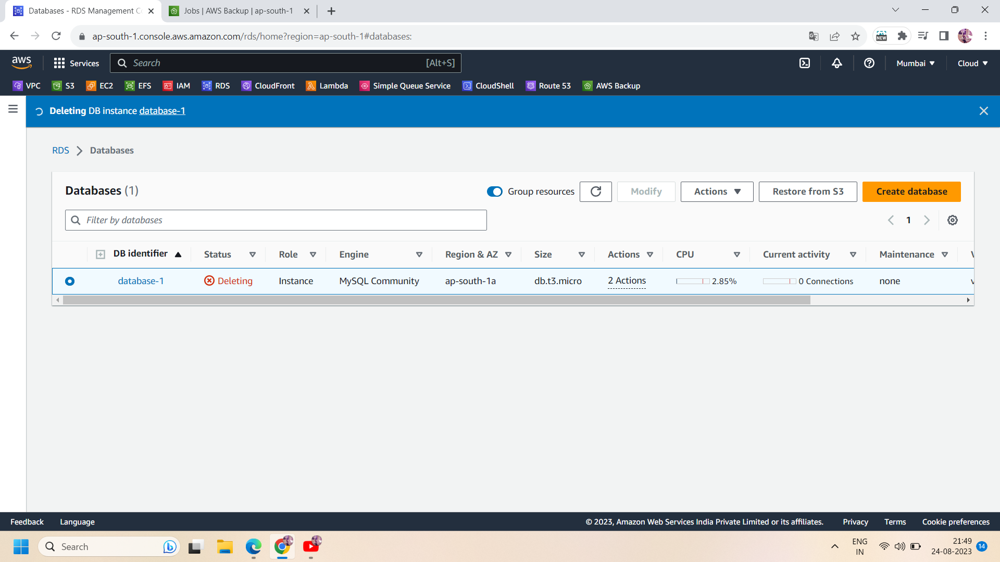 Databases - RDS Management Co
Jobs | AWS Backup | ap-south-1
ap-south-1.console.aws.amazon.com/rds/home?region=ap-south-1#databases:
NEW
aws
Services
Search
[Alt+S]
Mumbai
Cloud
VPC
S3
EC2
EFS
IAM
RDS
CloudFront
Lambda
Simple Queue Service
CloudShell
Route 53
AWS Backup
Deleting DB instance database-1
RDS
Databases
Databases (1)
Group resources
Modify
Actions
Restore from S3
Create database
Filter by databases
1
DB identifier
Status
Role
Engine
Region & AZ
Size
Actions
CPU
Current activity
Maintenance
database-1
Deleting
Instance
MySQL Community
ap-south-1a
db.t3.micro
2 Actions
2.85%
0 Connections
none
Feedback
Language
© 2023, Amazon Web Services India Private Limited or its affiliates.
Privacy
Terms
Cookie preferences
Search
ENG
IN
21:49
24-08-2023
14